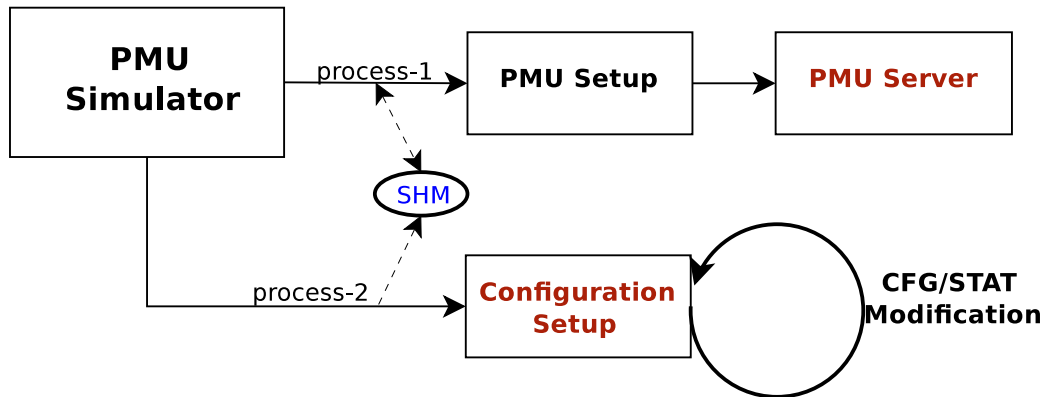 PMU
Simulator
process-1
PMU Setup
PMU Server
SHM
process-2
Configuration
Setup
CFG/STAT
Modification